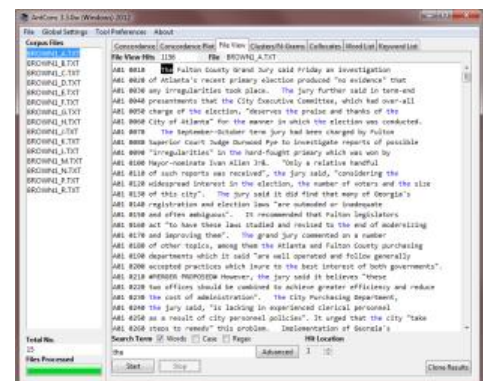 AntConc 3.3.0w (Windows) 2012
File Global Settings Tool Preferences About
Corpus Files
BROWN1_A.TXT
BROWN1_B.TXT
BROWN1_C.TXT
BROWN1_D.TXT
BROWN1_E.TXT
BROWN1_F.TXT
BROWN1_G.TXT
BROWN1_H.TXT
BROWN1_J.TXT
BROWN1_K.TXT
BROWN1_L.TXT
BROWN1_M.TXT
BROWN1_N.TXT
BROWN1_P.TXT
BROWN1_R.TXT
Total No.
15
Files Processed
Concordance Concordance Plot File View Clusters/N-Grams Collocates Word List Keyword List
File View Hits 1136 File BROWN1_A.TXT
A01 0010 The Fulton County Grand Jury said Friday an investigation
A01 0020 of Atlanta's recent primary election produced "no evidence" that
A01 0030 any irregularities took place. The jury further said in term-end
A01 0040 presentments that the City Executive Committee, which had over-all
A01 0050 charge of the election, "deserves the praise and thanks of the
A01 0060 City of Atlanta" for the manner in which the election was conducted.
A01 0070 The September-October term jury had been charged by Fulton
A01 0080 Superior Court Judge Durwood Pye to investigate reports of possible
A01 0090 "irregularities" in the hard-fought primary which was won by
A01 0100 Mayor-nominate Ivan Allen Jr&. "Only a relative handful
A01 0110 of such reports was received", the jury said, "considering the
A01 0120 widespread interest in the election, the number of voters and the size
A01 0130 of this city". The jury said it did find that many of Georgia's
A01 0140 registration and election laws "are outmoded or inadequate
A01 0150 and often ambiguous". It recommended that Fulton legislators
A01 0160 act "to have these laws studied and revised to the end of modernizing
A01 0170 and improving them". The grand jury commented on a number
A01 0180 of other topics, among them the Atlanta and Fulton County purchasing
A01 0190 departments which it said "are well operated and follow generally
A01 0200 accepted practices which inure to the best interest of both governments".
A01 0210 #MERGER PROPOSED# However, the jury said it believes "these
A01 0220 two offices should be combined to achieve greater efficiency and reduce
A01 0230 the cost of administration". The City Purchasing Department,
A01 0240 the jury said, "is lacking in experienced clerical personnel
A01 0250 as a result of city personnel policies". It urged that the city "take
A01 0260 steps to remedy" this problem. Implementation of Georgia's
Search Term Words Case Regex Hit Location
the Advanced 1
Start Stop Clone Results